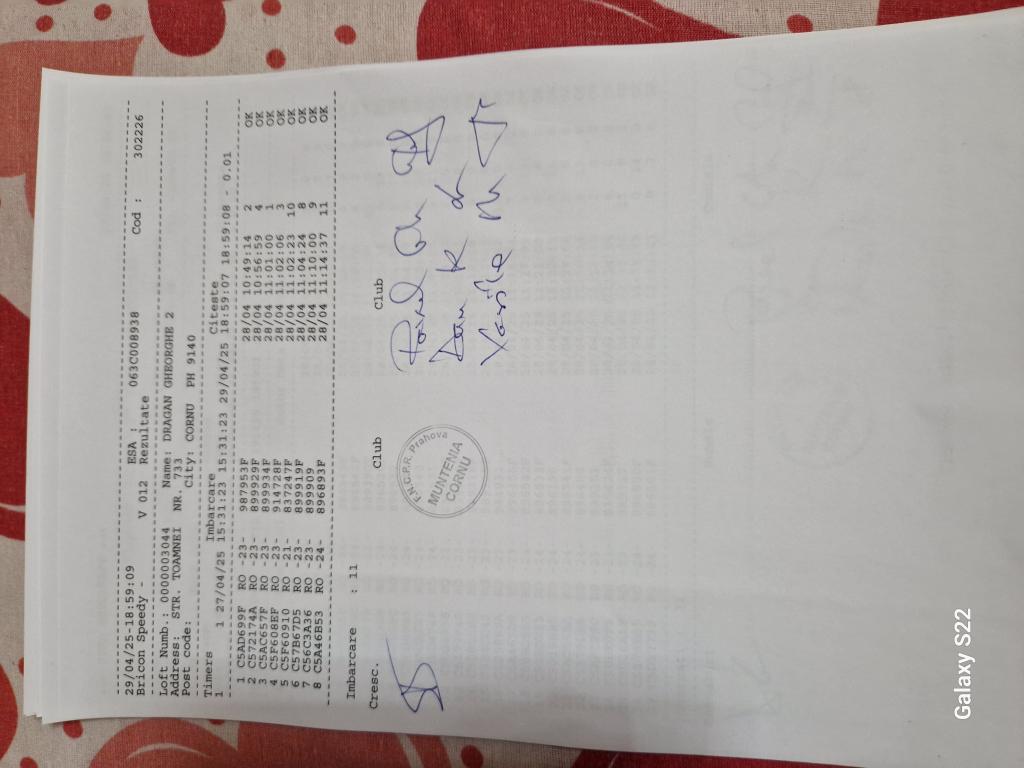 29/04/25-18:59:09 ESA : 063C008938 Cod : 302226
Bricon Speedy - V 012 Rezultate
Loft Numb.: 0000003044 Name: DRAGAN GHEORGHE 2
Address: STR. TOAMNEI NR. 733
Post code: City: CORNU PH 9140
Timers Imbarcare Citeste
1 1 27/04/25 15:31:23 15:31:23 29/04/25 18:59:07 18:59:08 - 0.01
1 C5AD699F RO -23- 987953F 28/04 10:49:14 2 OK
2 C572174A RO -23- 899929F 28/04 10:56:59 4 OK
3 C5AC657F RO -23- 899934F 28/04 11:01:00 1 OK
4 C5F608EF RO -23- 914728F 28/04 11:02:06 3 OK
5 C5F60910 RO -21- 837247F 28/04 11:02:23 10 OK
6 C57B67D5 RO -23- 899919F 28/04 11:04:24 8 OK
7 C56C3A36 RO -23- 899909 28/04 11:10:00 9 OK
8 C5A46B53 RO -24- 896893F 28/04 11:14:37 11 OK
Imbarcare : 11
Cresc. Club Club
F.N.C.P.R. Prahova
MUNTENIA
CORNU
Vasile
Galaxy S22